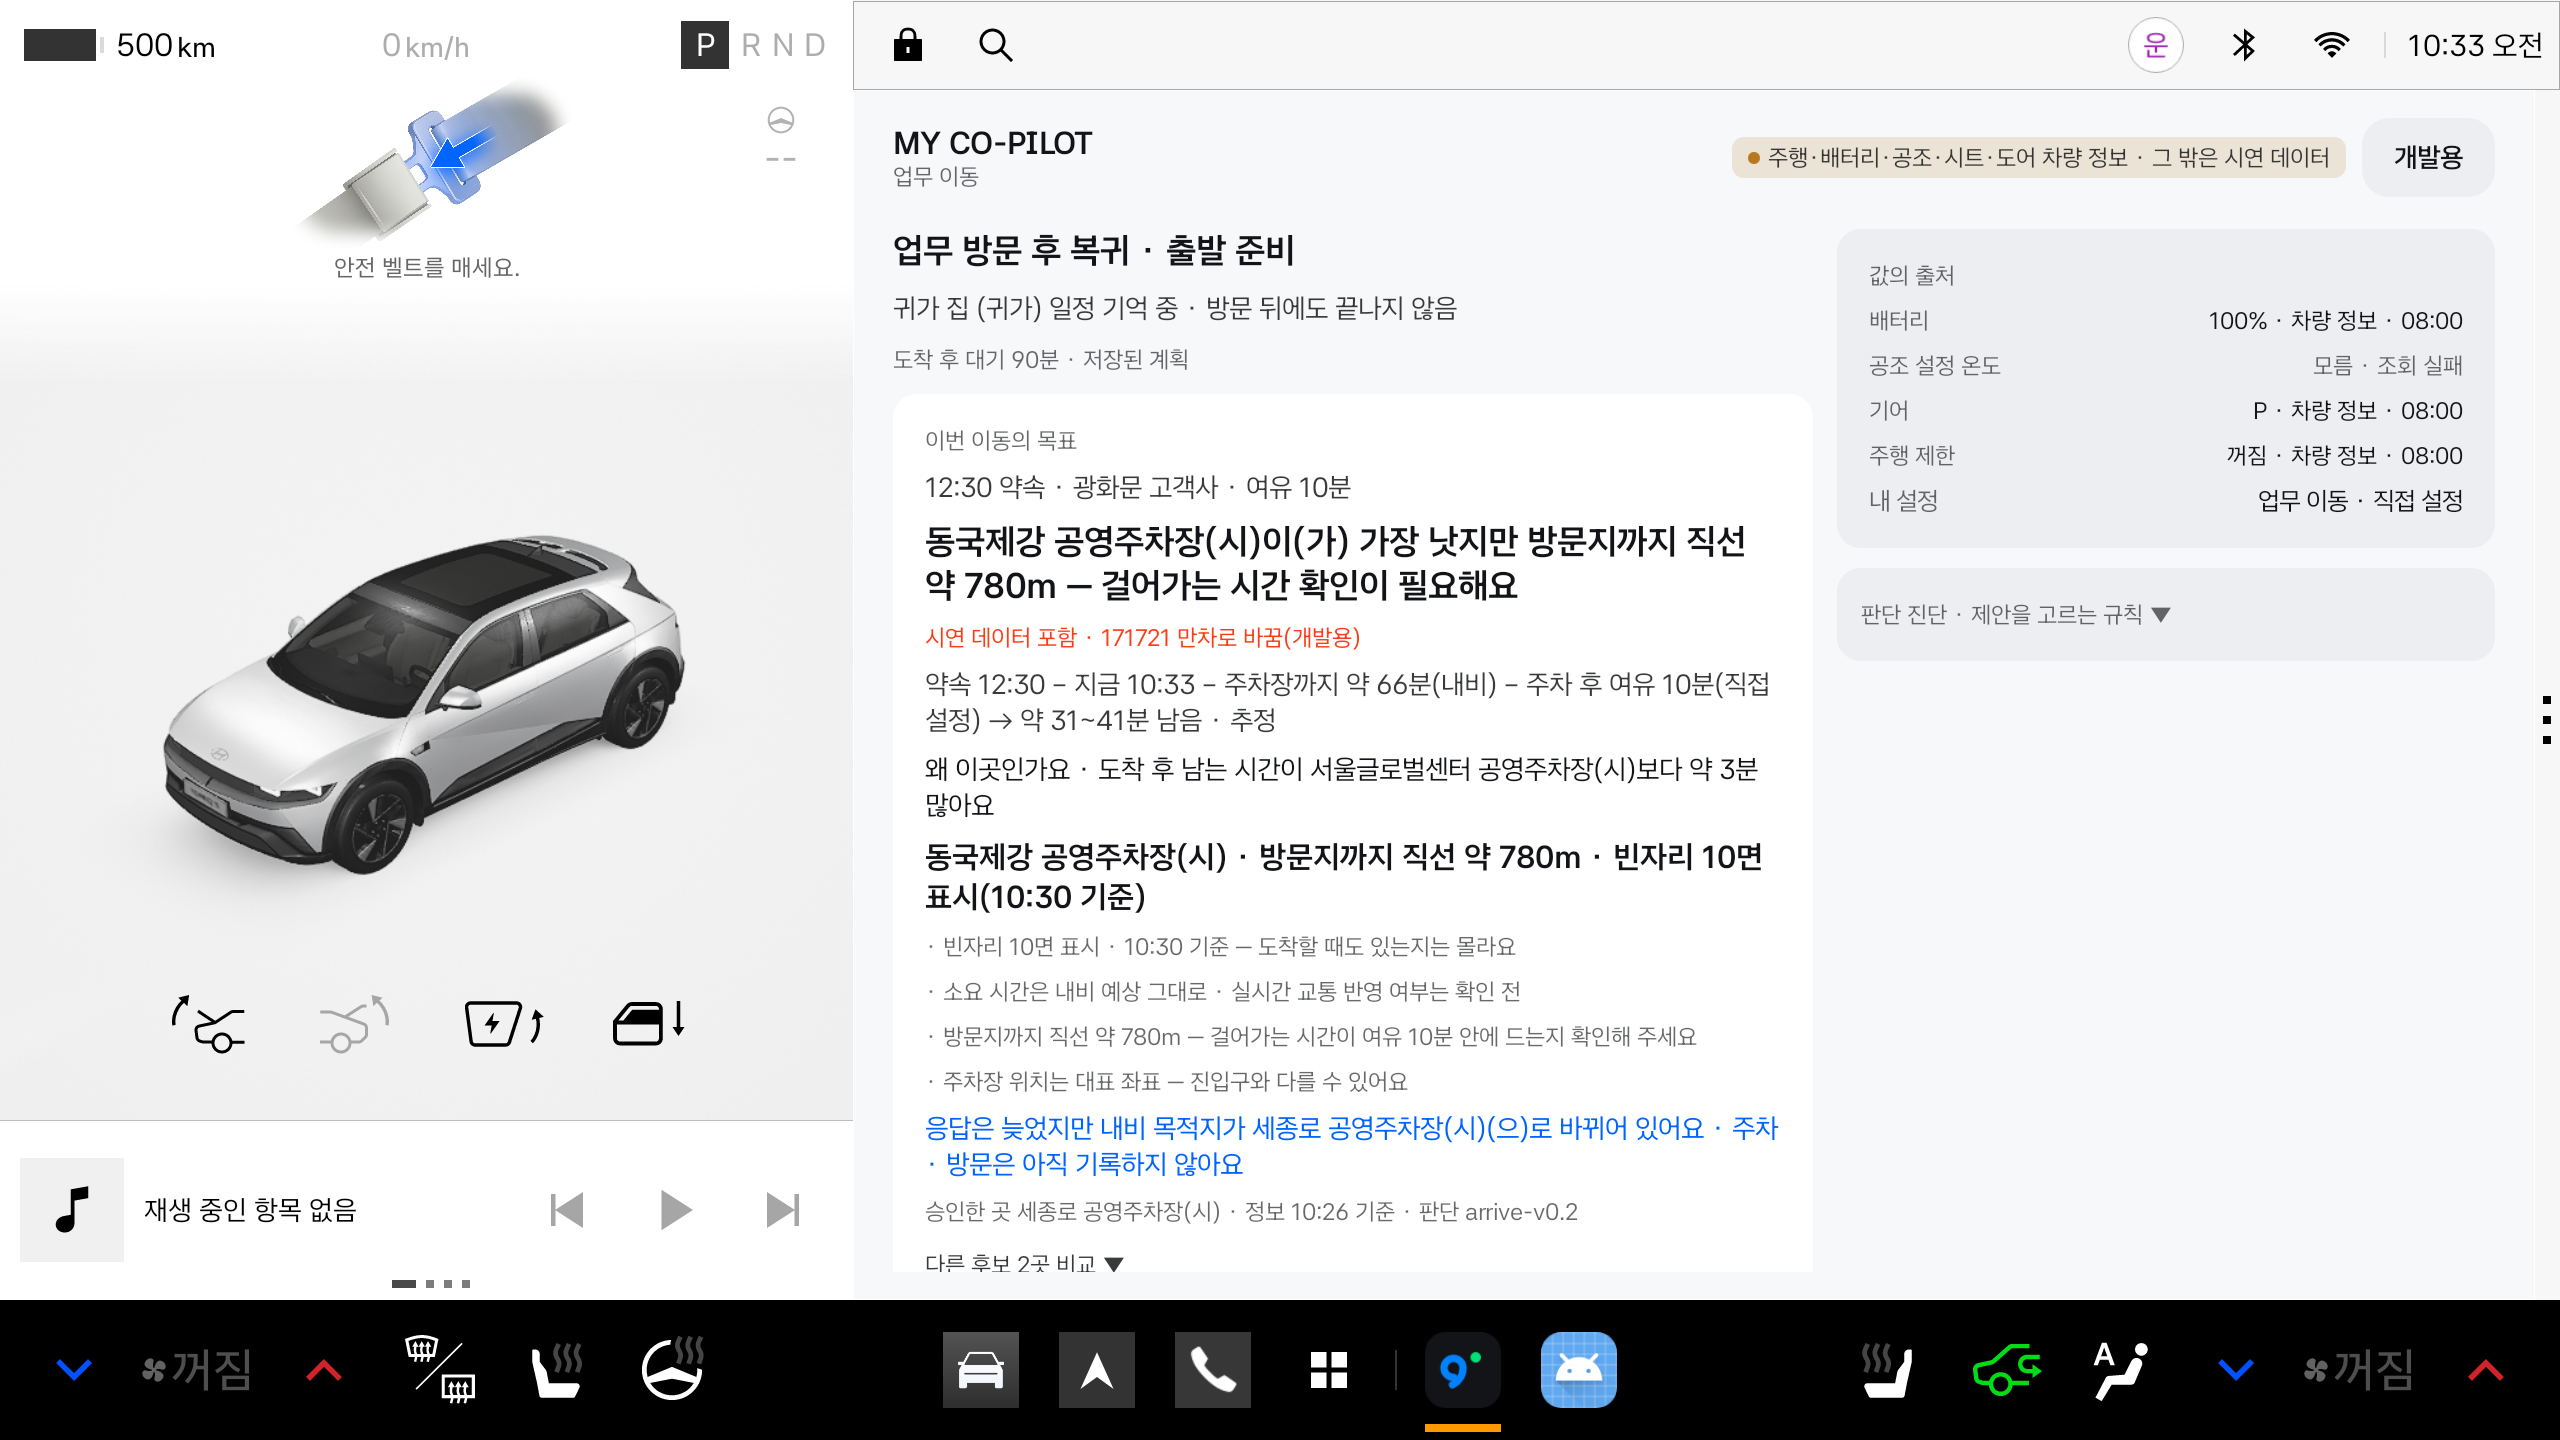 500 km
0 km/h
P R N D
안전 벨트를 매세요.
운
10:33 오전
MY CO-PILOT
업무 이동
주행·배터리·공조·시트·도어 차량 정보 · 그 밖은 시연 데이터
개발용
업무 방문 후 복귀 · 출발 준비
귀가 집 (귀가) 일정 기억 중 · 방문 뒤에도 끝나지 않음
도착 후 대기 90분 · 저장된 계획
이번 이동의 목표
12:30 약속 · 광화문 고객사 · 여유 10분
동국제강 공영주차장(시)이(가) 가장 낫지만 방문지까지 직선
약 780m — 걸어가는 시간 확인이 필요해요
시연 데이터 포함 · 171721 만차로 바꿈(개발용)
약속 12:30 − 지금 10:33 − 주차장까지 약 66분(내비) − 주차 후 여유 10분(직접
설정) → 약 31~41분 남음 · 추정
왜 이곳인가요 · 도착 후 남는 시간이 서울글로벌센터 공영주차장(시)보다 약 3분
많아요
동국제강 공영주차장(시) · 방문지까지 직선 약 780m · 빈자리 10면
표시(10:30 기준)
· 빈자리 10면 표시 · 10:30 기준 — 도착할 때도 있는지는 몰라요
· 소요 시간은 내비 예상 그대로 · 실시간 교통 반영 여부는 확인 전
· 방문지까지 직선 약 780m — 걸어가는 시간이 여유 10분 안에 드는지 확인해 주세요
· 주차장 위치는 대표 좌표 — 진입구와 다를 수 있어요
응답은 늦었지만 내비 목적지가 세종로 공영주차장(시)(으)로 바뀌어 있어요 · 주차
· 방문은 아직 기록하지 않아요
승인한 곳 세종로 공영주차장(시) · 정보 10:26 기준 · 판단 arrive-v0.2
다른 후보 2곳 비교 ▼
값의 출처
배터리 100% · 차량 정보 · 08:00
공조 설정 온도 모름 · 조회 실패
기어 P · 차량 정보 · 08:00
주행 제한 꺼짐 · 차량 정보 · 08:00
내 설정 업무 이동 · 직접 설정
판단 진단 · 제안을 고르는 규칙 ▼
재생 중인 항목 없음
꺼짐
A
꺼짐